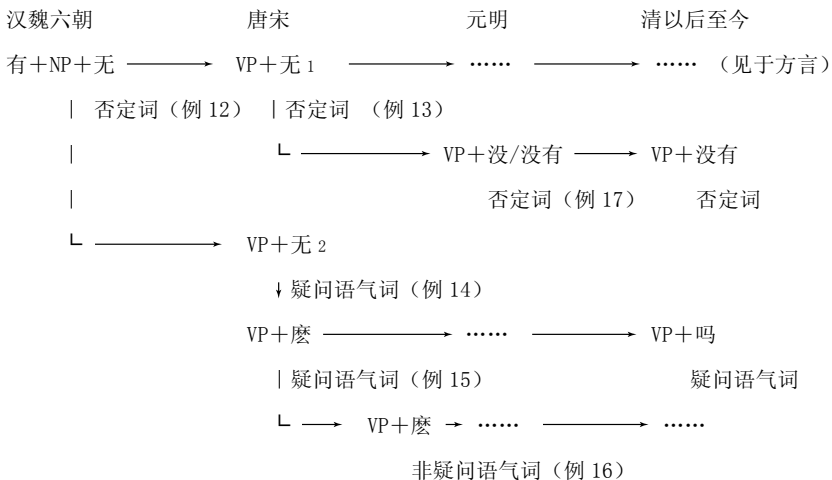 汉魏六朝 唐宋 元明 清以后至今
有＋NP＋无 ⟶ VP＋无1 ⟶ …… ⟶ ……（见于方言）
| 否定词（例12） | 否定词 （例13）
| ┗ ⟶ VP＋没/没有 ⟶ VP＋没有
| 否定词（例17） 否定词
┗ ⟶ VP＋无2
↓疑问语气词（例14）
VP＋麽 ⟶ …… ⟶ VP＋吗
| 疑问语气词（例15） 疑问语气词
┗ ⟶ VP＋麽 → …… ⟶ ……
非疑问语气词（例16）